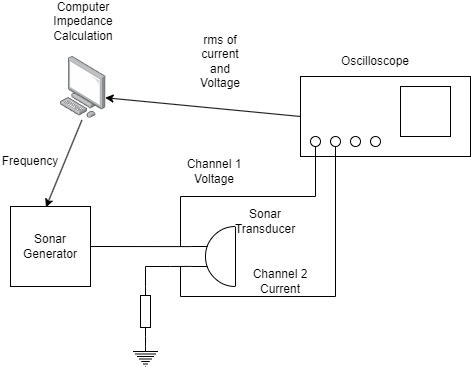 Computer
Impedance
Calculation
rms of
current
and
Voltage
Oscilloscope
Frequency
Channel 1
Voltage
Sonar
Transducer
Sonar
Generator
Channel 2
Current